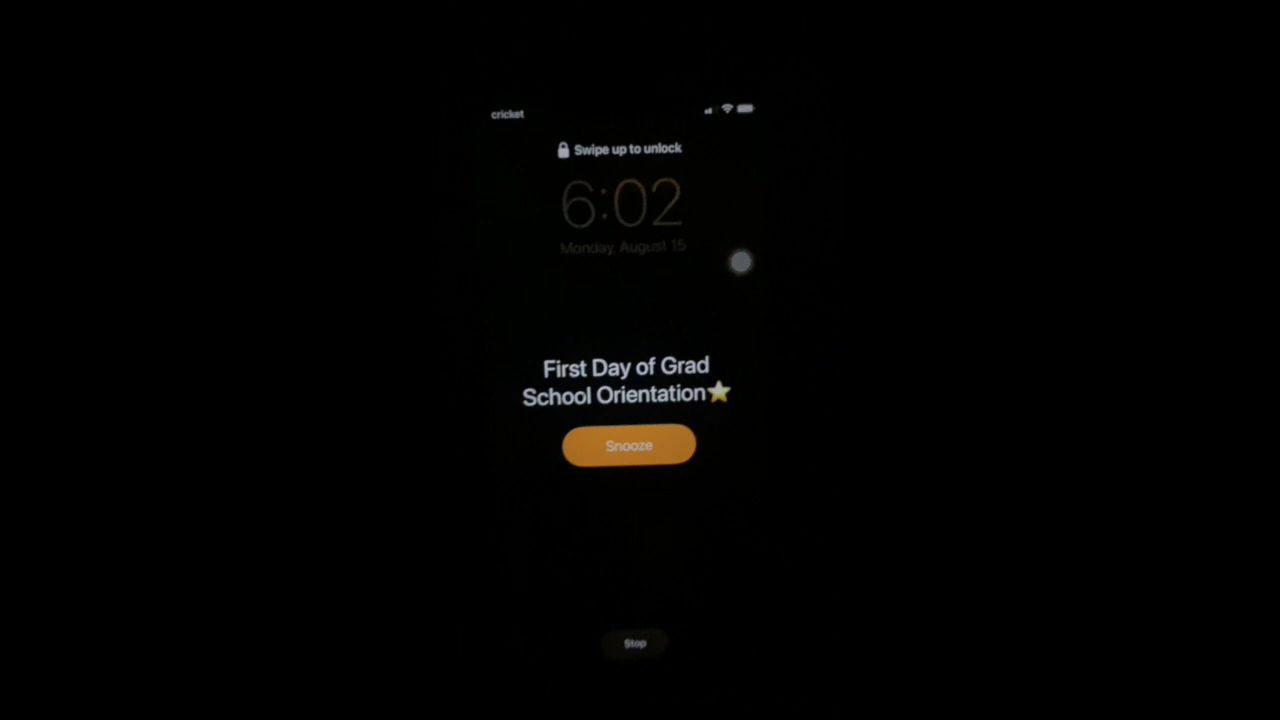 cricket
Swipe up to unlock
6:02
Monday, August 15
First Day of Grad
School Orientation⭐
Snooze
Stop